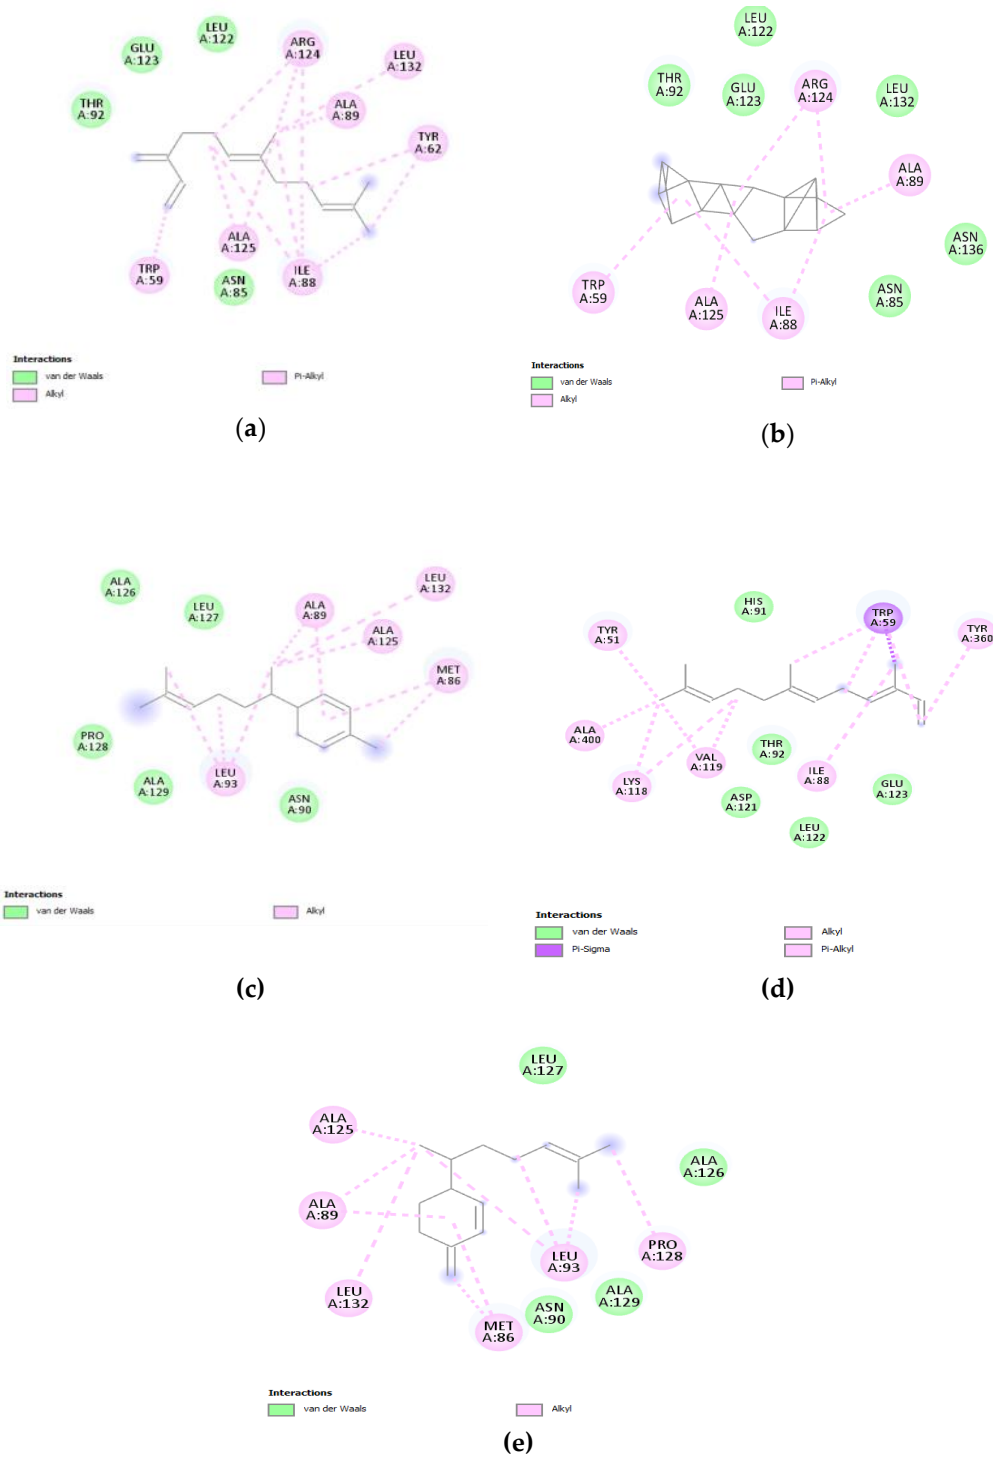 LEU
A:122
GLU
A:123
ARG
A:124
LEU
A:132
THR
A:92
ALA
A:89
TYR
A:62
ALA
A:125
TRP
A:59
ASN
A:85
ILE
A:88
Interactions
van der Waals
Alkyl
Pi-Alkyl
(a)
LEU
A:122
THR
A:92
GLU
A:123
ARG
A:124
LEU
A:132
ALA
A:89
ASN
A:136
TRP
A:59
ALA
A:125
ILE
A:88
ASN
A:85
Interactions
van der Waals
Alkyl
Pi-Alkyl
(b)
ALA
A:126
LEU
A:127
ALA
A:89
LEU
A:132
ALA
A:125
MET
A:86
PRO
A:128
ALA
A:129
LEU
A:93
ASN
A:90
Interactions
van der Waals
Alkyl
(c)
HIS
A:91
TYR
A:51
TRP
A:59
TYR
A:360
ALA
A:400
LYS
A:118
VAL
A:119
THR
A:92
ASP
A:121
ILE
A:88
LEU
A:122
GLU
A:123
Interactions
van der Waals
Pi-Sigma
Alkyl
Pi-Alkyl
(d)
LEU
A:127
ALA
A:125
ALA
A:126
ALA
A:89
LEU
A:93
PRO
A:128
LEU
A:132
MET
A:86
ASN
A:90
ALA
A:129
Interactions
van der Waals
Alkyl
(e)